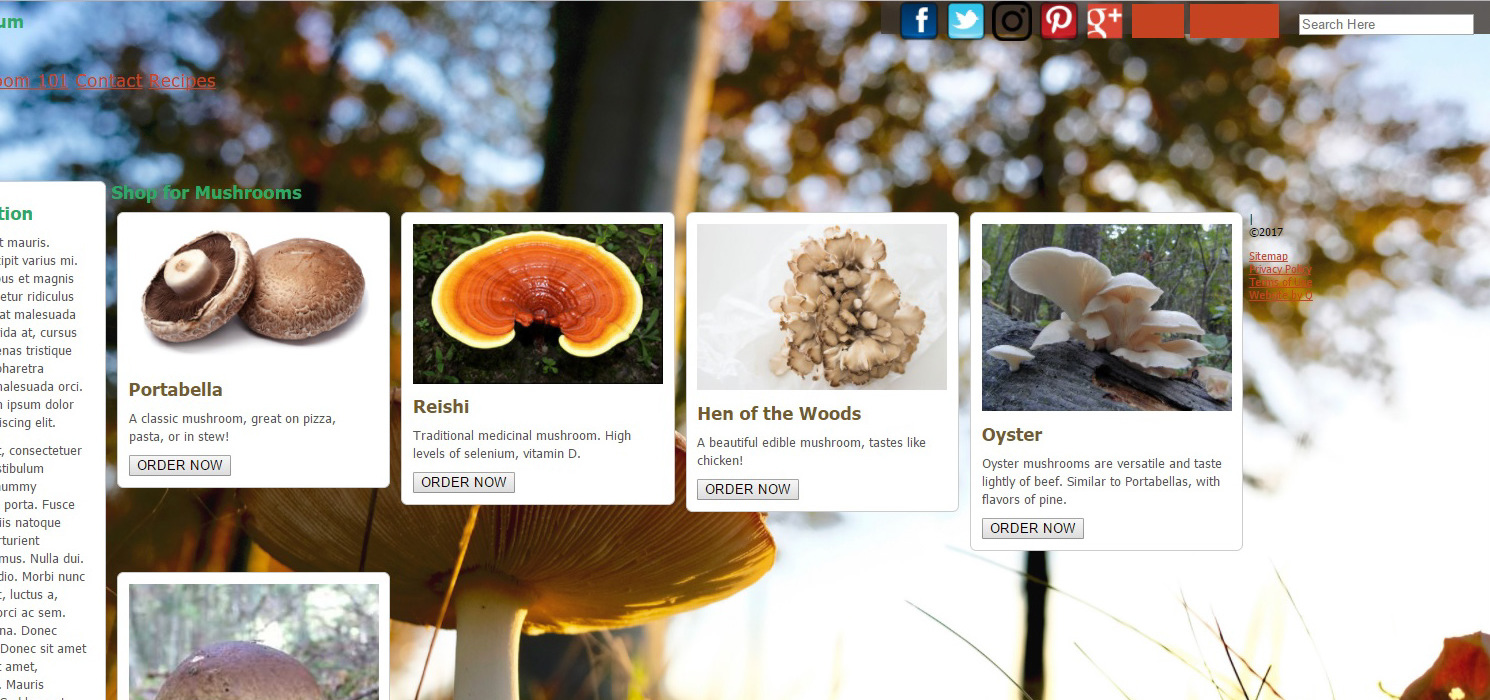 um
Search Here
oom 101 Contact Recipes
tion
t mauris.
ipit varius mi.
ous et magnis
etur ridiculus
at malesuada
rida at, cursus
enas tristique
pharetra
malesuada orci.
n ipsum dolor
piscing elit.
t, consectetuer
stibulum
ummy
porta. Fusce
iis natoque
rturient
mus. Nulla dui.
dio. Morbi nunc
t, luctus a,
orci ac sem.
na. Donec
Donec sit amet
t amet,
. Mauris
Shop for Mushrooms
Portabella
A classic mushroom, great on pizza,
pasta, or in stew!
ORDER NOW
Reishi
Traditional medicinal mushroom. High
levels of selenium, vitamin D.
ORDER NOW
Hen of the Woods
A beautiful edible mushroom, tastes like
chicken!
ORDER NOW
Oyster
Oyster mushrooms are versatile and taste
lightly of beef. Similar to Portabellas, with
flavors of pine.
ORDER NOW
|
©2017
Sitemap
Privacy Policy
Terms of Use
Website by Q